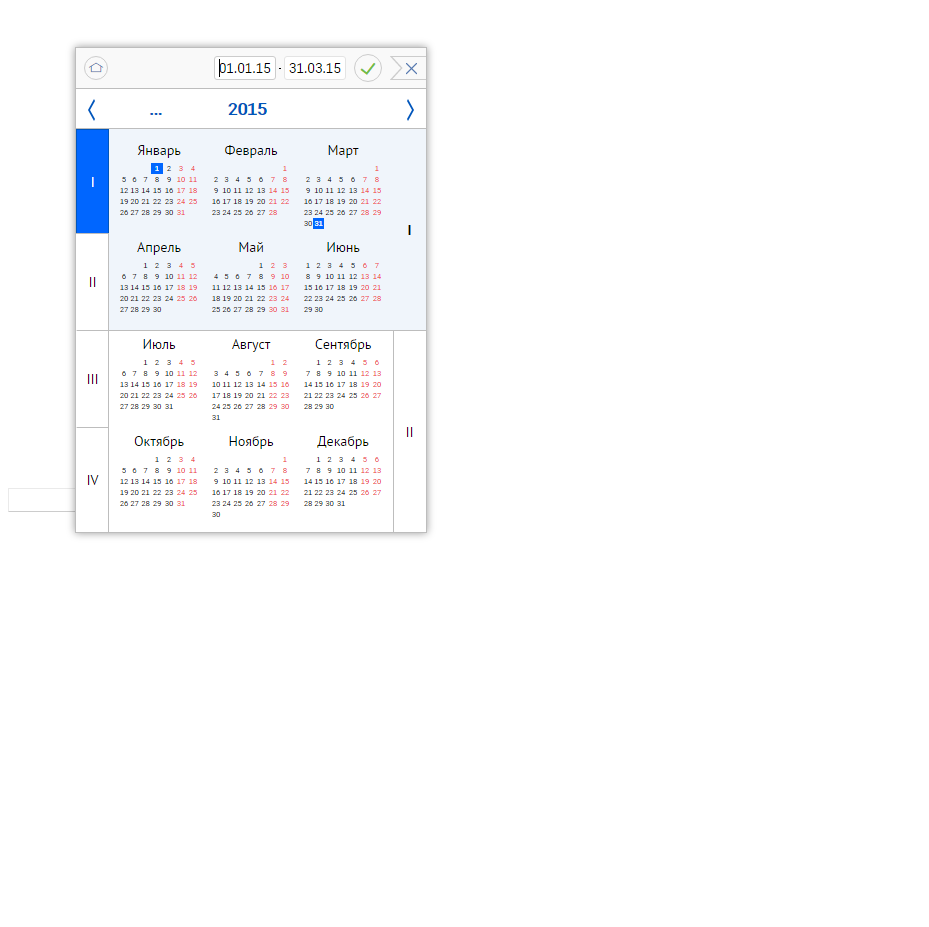 01.01.15 - 31.03.15
... 2015
Январь Февраль Март
1 2 3 4 1 1
5 6 7 8 9 10 11 2 3 4 5 6 7 8 2 3 4 5 6 7 8
I 12 13 14 15 16 17 18 9 10 11 12 13 14 15 9 10 11 12 13 14 15
19 20 21 22 23 24 25 16 17 18 19 20 21 22 16 17 18 19 20 21 22
26 27 28 29 30 31 23 24 25 26 27 28 23 24 25 26 27 28 29
30 31
I
Апрель Май Июнь
1 2 3 4 5 1 2 3 1 2 3 4 5 6 7
6 7 8 9 10 11 12 4 5 6 7 8 9 10 8 9 10 11 12 13 14
II 13 14 15 16 17 18 19 11 12 13 14 15 16 17 15 16 17 18 19 20 21
20 21 22 23 24 25 26 18 19 20 21 22 23 24 22 23 24 25 26 27 28
27 28 29 30 25 26 27 28 29 30 31 29 30
Июль Август Сентябрь
1 2 3 4 5 1 2 1 2 3 4 5 6
6 7 8 9 10 11 12 3 4 5 6 7 8 9 7 8 9 10 11 12 13
III 13 14 15 16 17 18 19 10 11 12 13 14 15 16 14 15 16 17 18 19 20
20 21 22 23 24 25 26 17 18 19 20 21 22 23 21 22 23 24 25 26 27
27 28 29 30 31 24 25 26 27 28 29 30 28 29 30
31
II
Октябрь Ноябрь Декабрь
1 2 3 4 1 1 2 3 4 5 6
5 6 7 8 9 10 11 2 3 4 5 6 7 8 7 8 9 10 11 12 13
IV 12 13 14 15 16 17 18 9 10 11 12 13 14 15 14 15 16 17 18 19 20
19 20 21 22 23 24 25 16 17 18 19 20 21 22 21 22 23 24 25 26 27
26 27 28 29 30 31 23 24 25 26 27 28 29 28 29 30 31
30